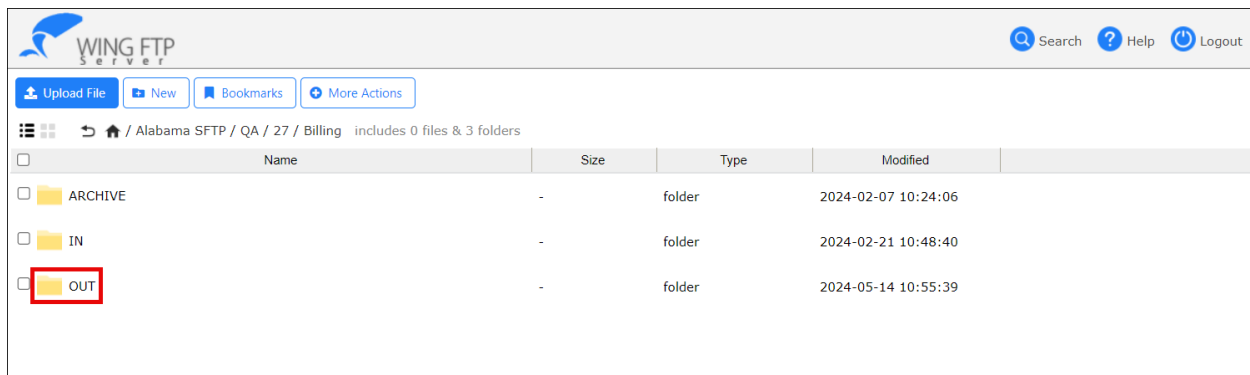 WING FTP
Server
Search Help Logout
Upload File New Bookmarks More Actions
/ Alabama SFTP / QA / 27 / Billing includes 0 files & 3 folders
Name Size Type Modified
ARCHIVE - folder 2024-02-07 10:24:06
IN - folder 2024-02-21 10:48:40
OUT - folder 2024-05-14 10:55:39